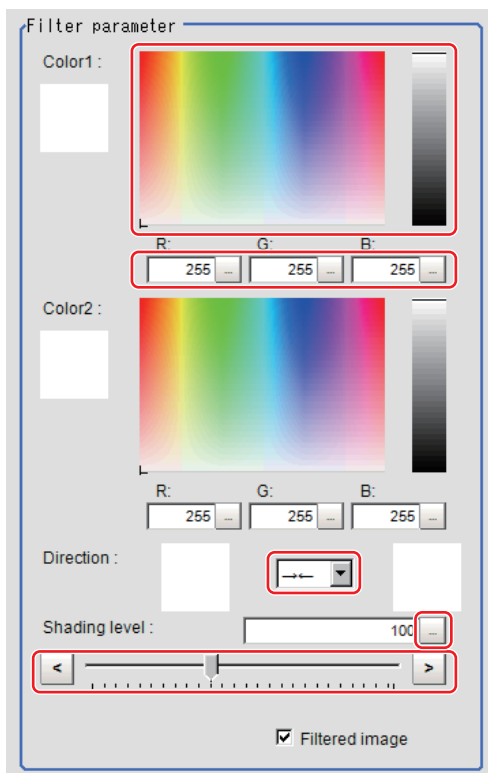 Filter parameter
Color1 :
R: G: B:
255 ... 255 ... 255 ...
Color2 :
R: G: B:
255 ... 255 ... 255 ...
Direction : →←
Shading level : 100 ...
< >
Filtered image